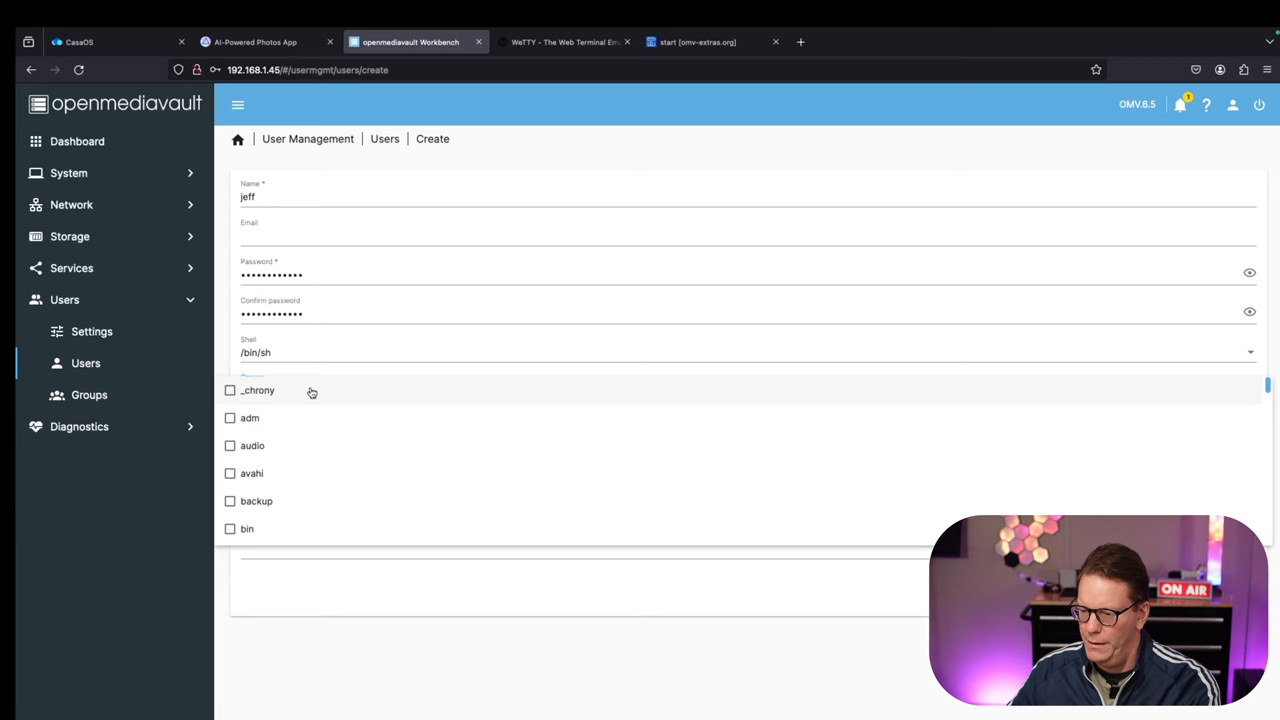 CasaOS
AI-Powered Photos App
openmediavault Workbench
WeTTY - The Web Terminal Em
start [omv-extras.org]
192.168.1.45/#/usermgmt/users/create
openmediavault
OMV.6.5
1
Dashboard
System
Network
Storage
Services
Users
Settings
Users
Groups
Diagnostics
User Management | Users | Create
Name *
jeff
Email
Password *
••••••••••••
Confirm password
••••••••••••
Shell
/bin/sh
_chrony
adm
audio
avahi
backup
bin
ON AIR